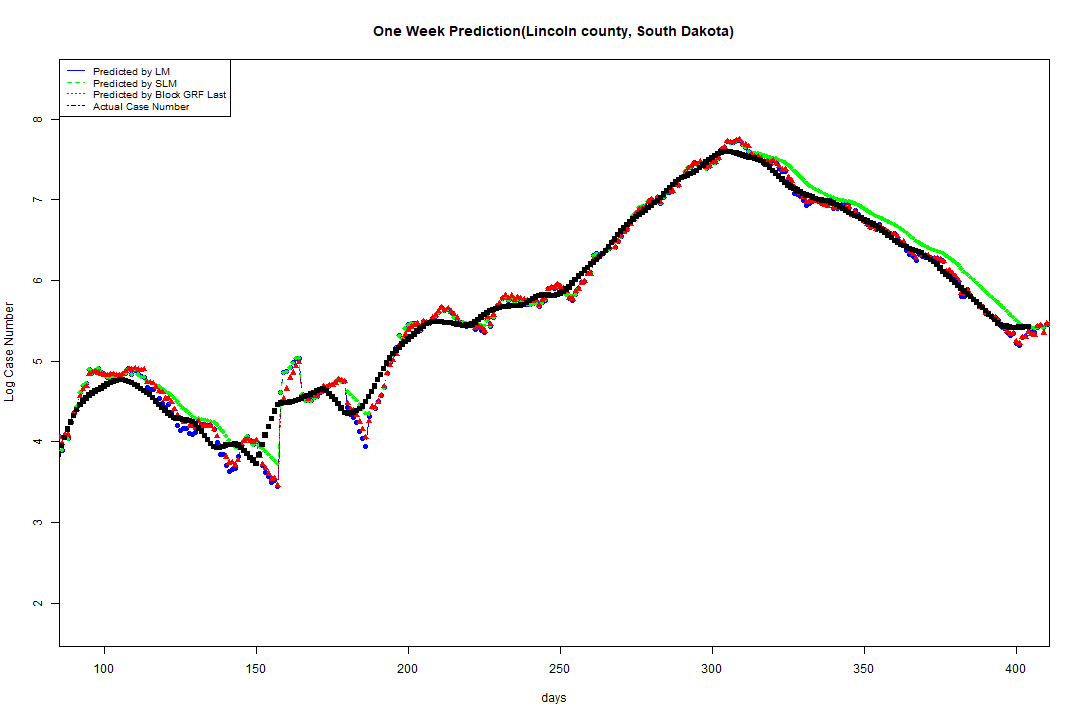 One Week Prediction(Lincoln county, South Dakota)
Predicted by LM
Predicted by SLM
Predicted by Block GRF Last
Actual Case Number
8
7
6
5
4
3
2
Log Case Number
100 150 200 250 300 350 400
days